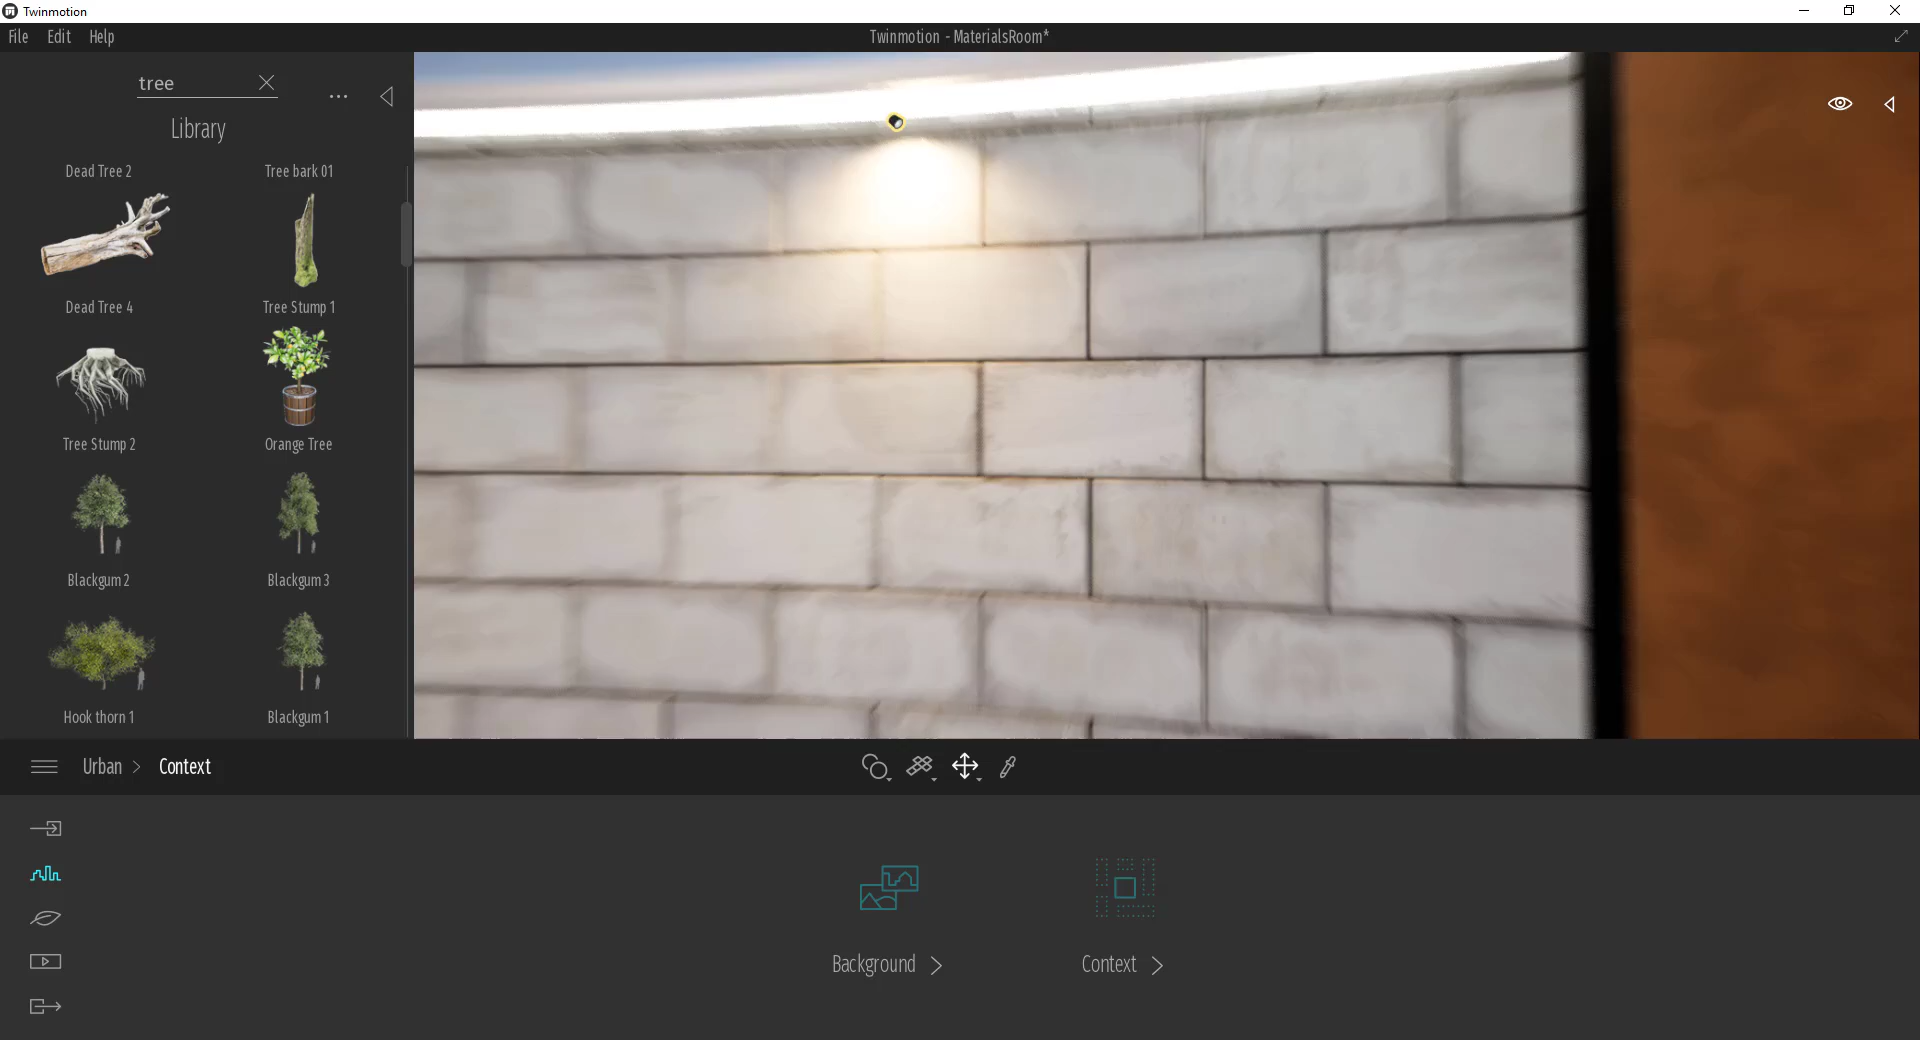 Twinmotion
File Edit Help
Twinmotion - MaterialsRoom*
tree
Library
Dead Tree 2
Tree bark 01
Dead Tree 4
Tree Stump 1
Tree Stump 2
Orange Tree
Blackgum 2
Blackgum 3
Hook thorn 1
Blackgum 1
Urban > Context
Background
Context